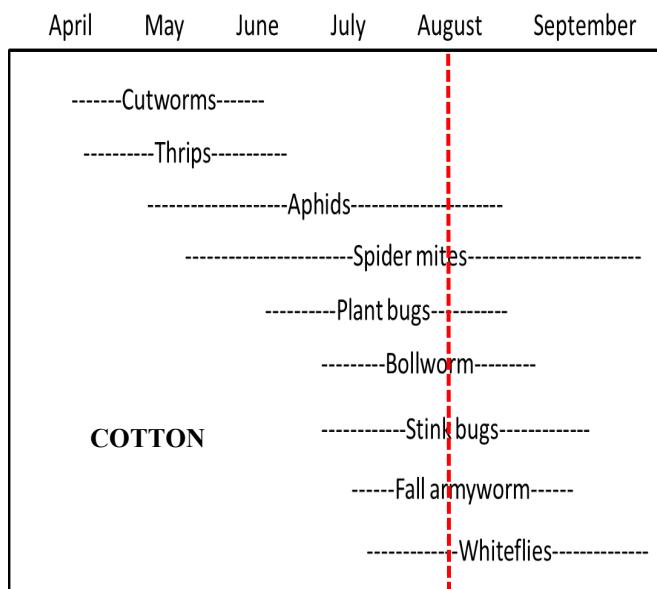 April May June July August September
-------Cutworms-------
----------Thrips-----------
--------------------Aphids----------------------
------------------------Spider mites-------------------------
----------Plant bugs-----------
---------Bollworm---------
------------Stink bugs-------------
COTTON
------Fall armyworm------
-------------Whiteflies--------------